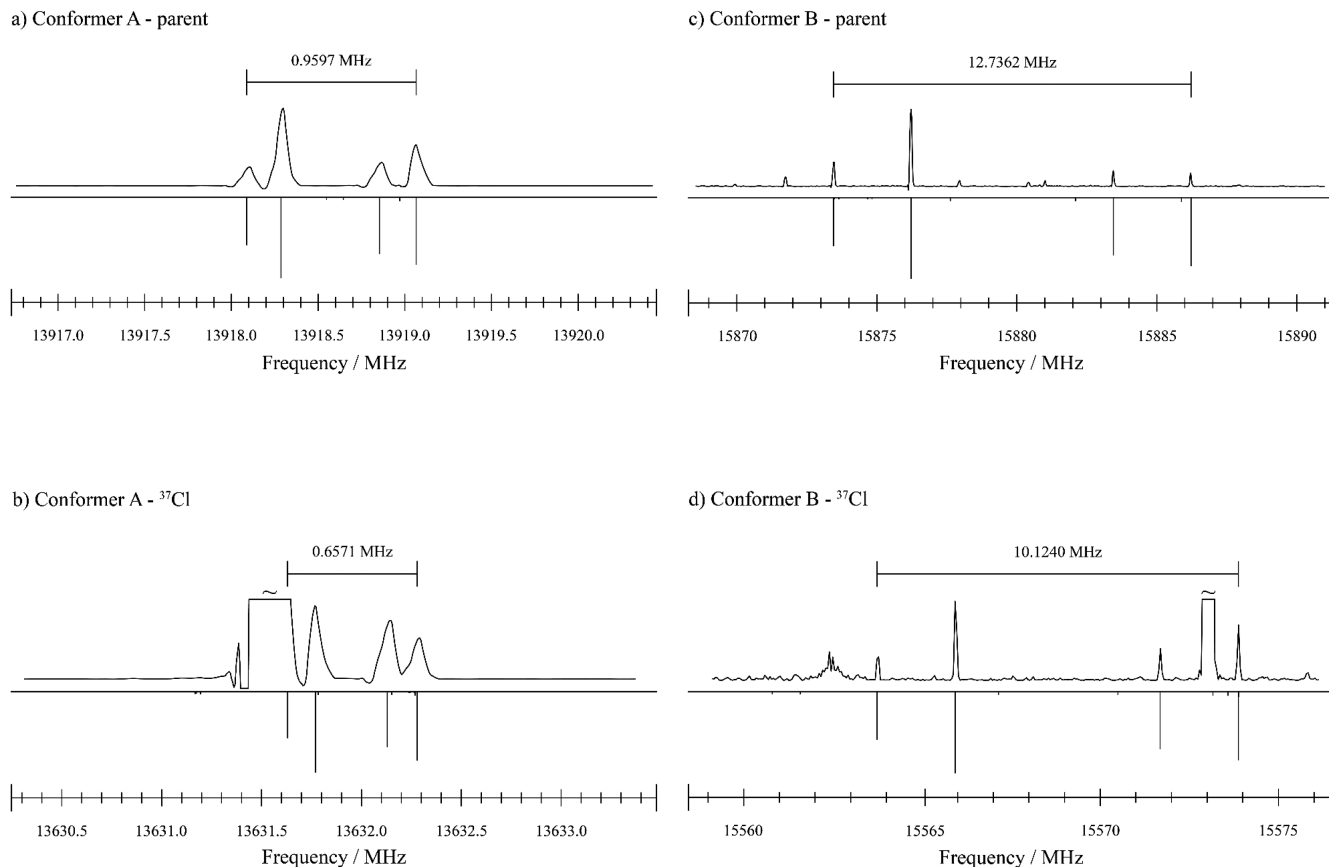 a) Conformer A - parent
0.9597 MHz
13917.0 13917.5 13918.0 13918.5 13919.0 13919.5 13920.0
Frequency / MHz
c) Conformer B - parent
12.7362 MHz
15870 15875 15880 15885 15890
Frequency / MHz
b) Conformer A - ³⁷Cl
0.6571 MHz
~
13630.5 13631.0 13631.5 13632.0 13632.5 13633.0
Frequency / MHz
d) Conformer B - ³⁷Cl
10.1240 MHz
~
15560 15565 15570 15575
Frequency / MHz